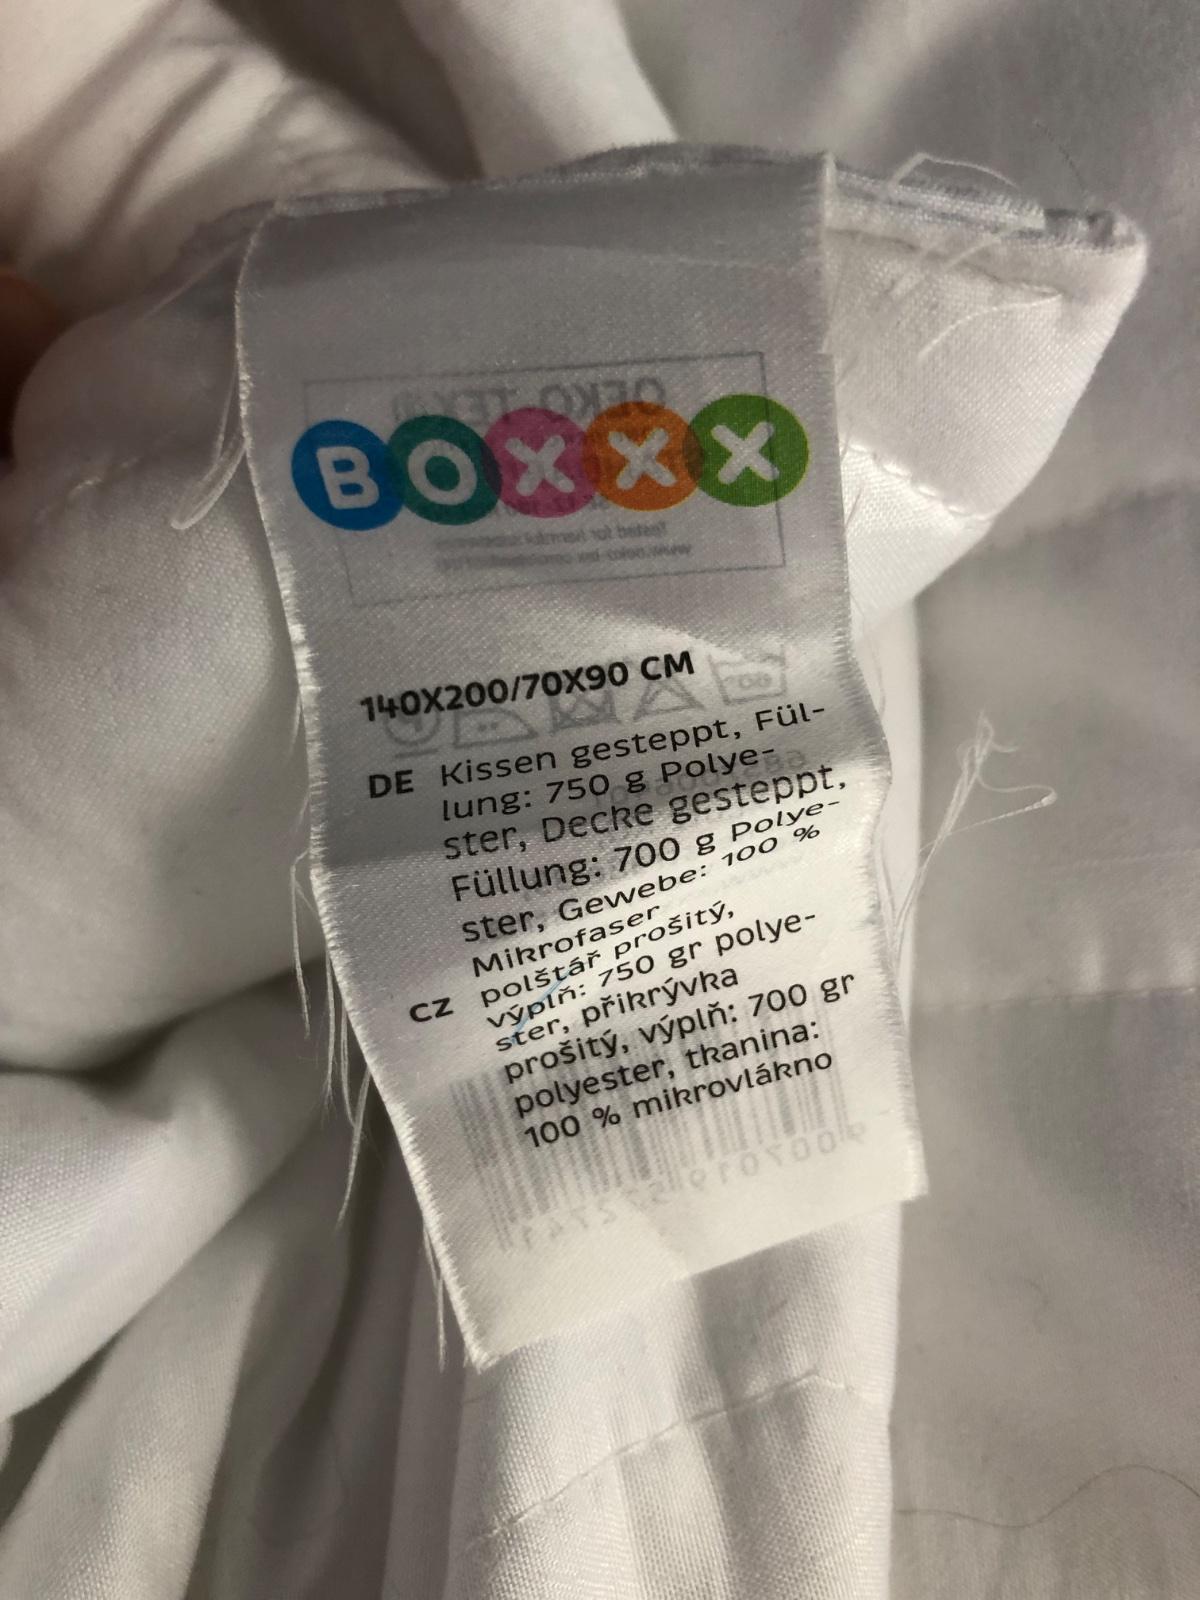 BOXXX
140X200/70X90 CM
DE Kissen gesteppt, Fül-
lung: 750 g Polye-
ster, Decke gesteppt,
Füllung: 700 g Polye-
ster, Gewebe: 100 %
Mikrofaser
CZ polštář prošitý,
výplň: 750 gr polye-
ster, přikrývka
prošitý, výplň: 700 gr
polyester, tkanina:
100 % mikrovlákno